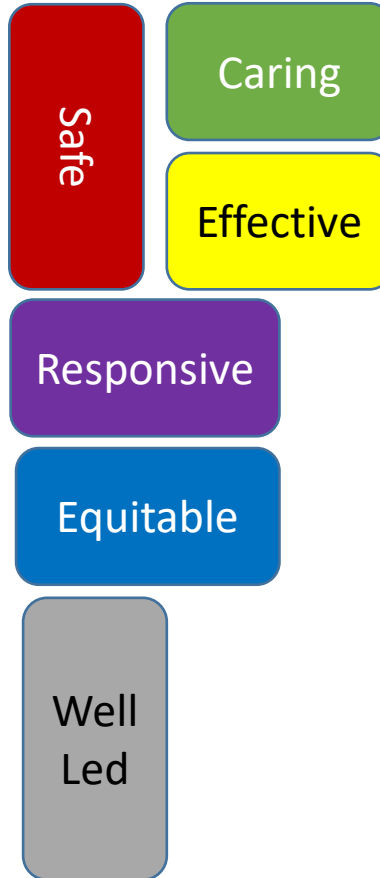 Safe
Caring
Effective
Responsive
Equitable
Well
Led